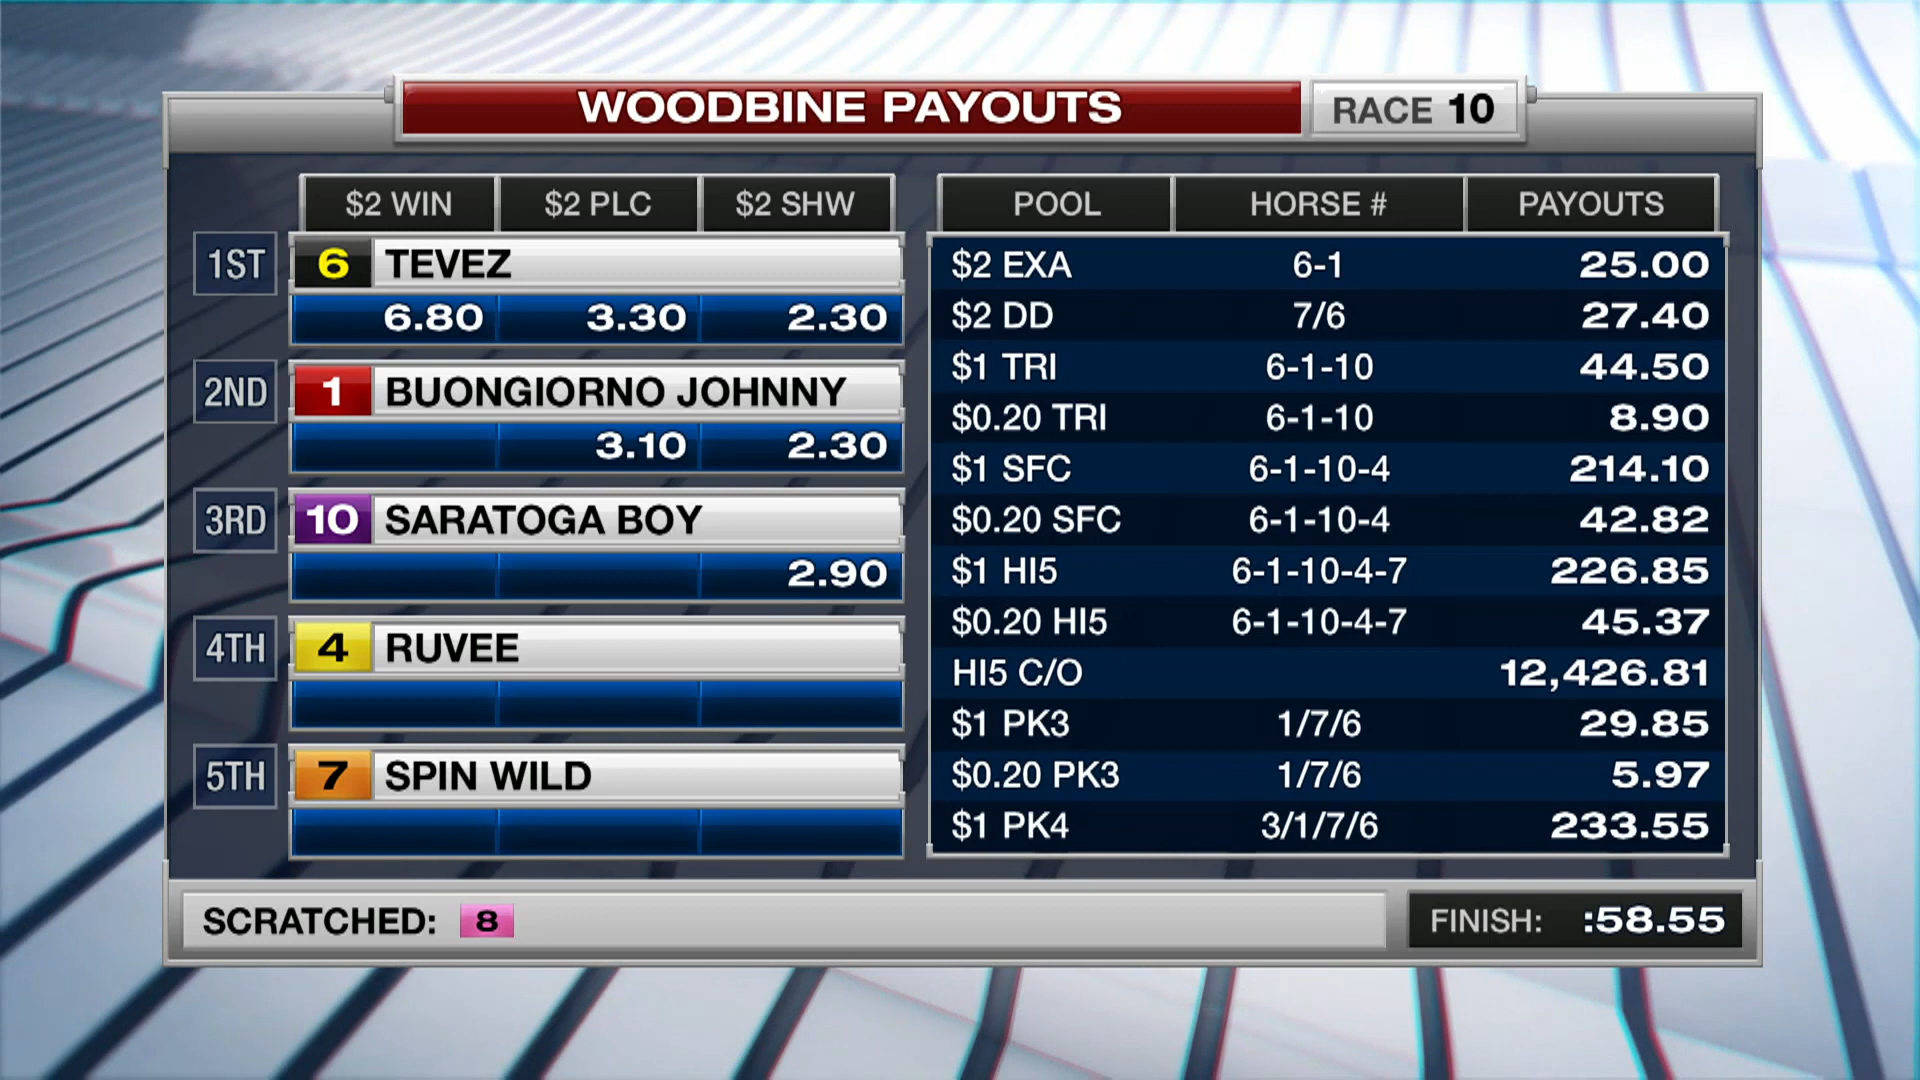 WOODBINE PAYOUTS RACE 10
$2 WIN $2 PLC $2 SHW
1ST 6 TEVEZ
6.80 3.30 2.30
2ND 1 BUONGIORNO JOHNNY
3.10 2.30
3RD 10 SARATOGA BOY
2.90
4TH 4 RUVEE
5TH 7 SPIN WILD
POOL HORSE # PAYOUTS
$2 EXA 6-1 25.00
$2 DD 7/6 27.40
$1 TRI 6-1-10 44.50
$0.20 TRI 6-1-10 8.90
$1 SFC 6-1-10-4 214.10
$0.20 SFC 6-1-10-4 42.82
$1 HI5 6-1-10-4-7 226.85
$0.20 HI5 6-1-10-4-7 45.37
HI5 C/O 12,426.81
$1 PK3 1/7/6 29.85
$0.20 PK3 1/7/6 5.97
$1 PK4 3/1/7/6 233.55
SCRATCHED: 8
FINISH: :58.55